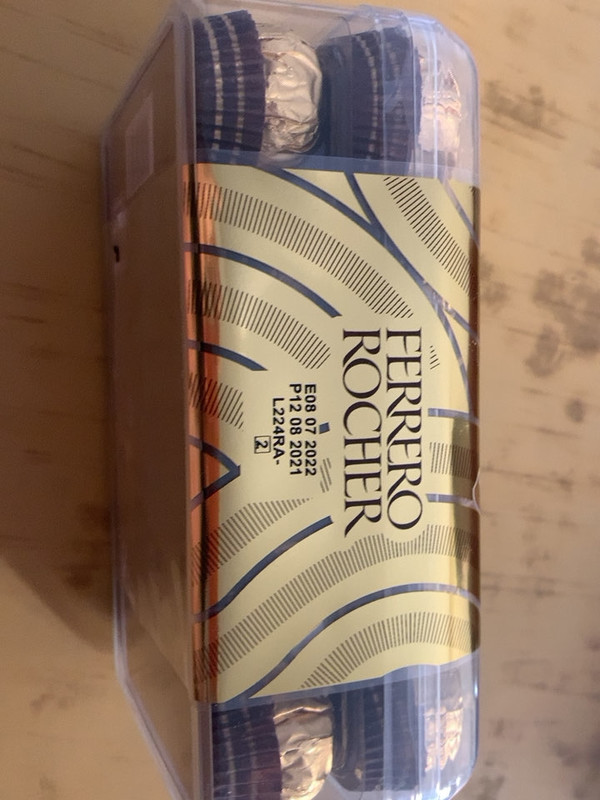 FERRERO
ROCHER
E08 07 2022
P12 08 2021
L224RA-
2